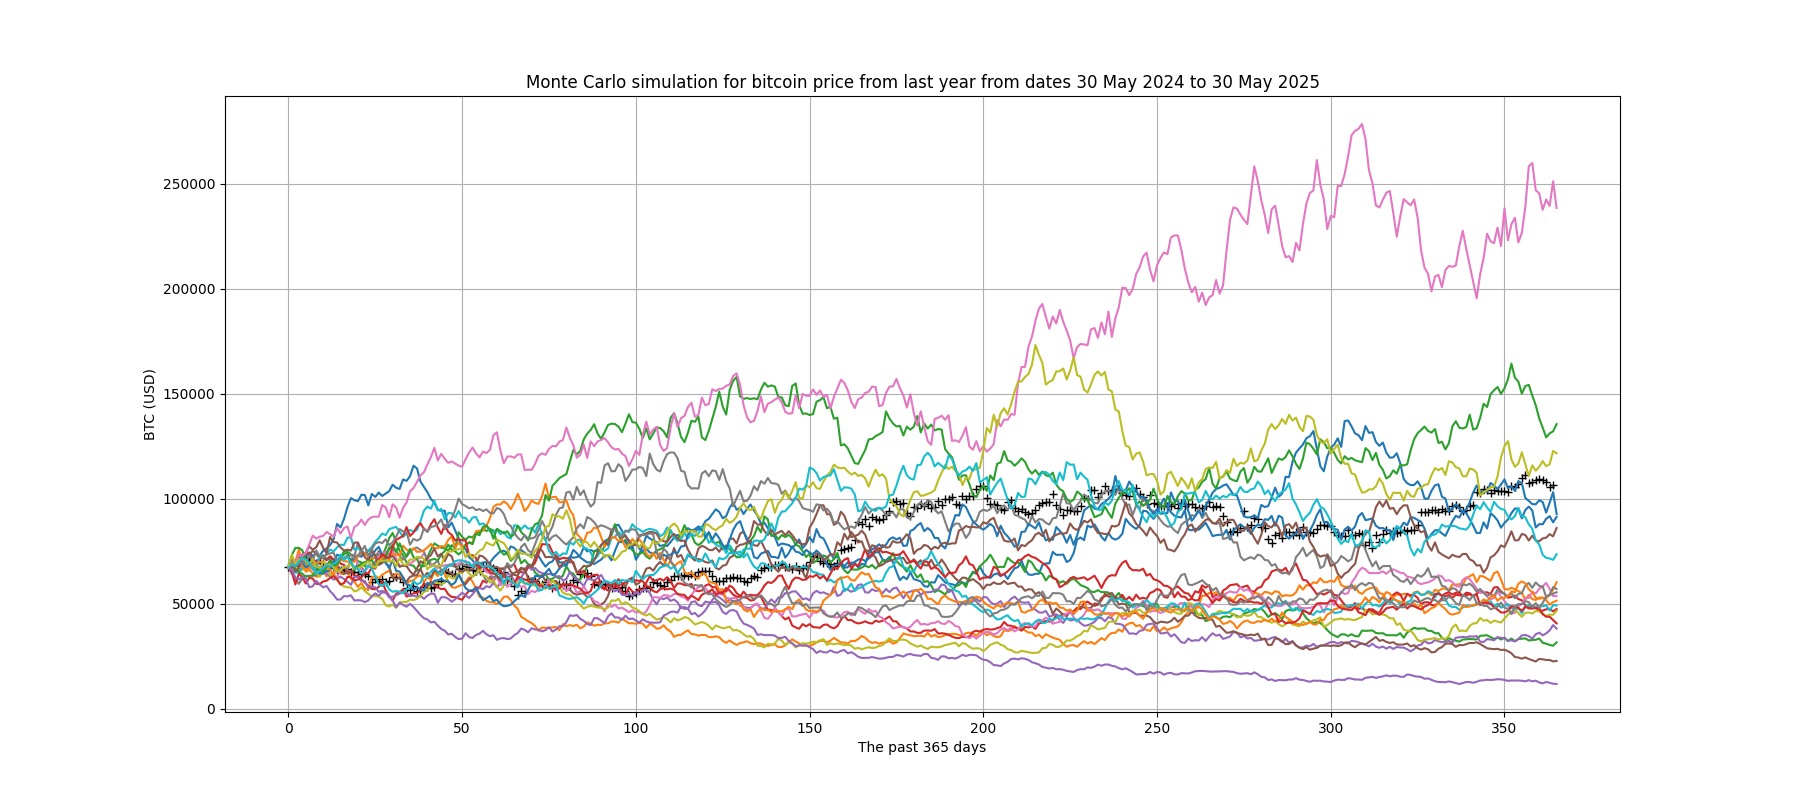 Monte Carlo simulation for bitcoin price from last year from dates 30 May 2024 to 30 May 2025
250000
200000
150000
100000
50000
0
BTC (USD)
0 50 100 150 200 250 300 350
The past 365 days